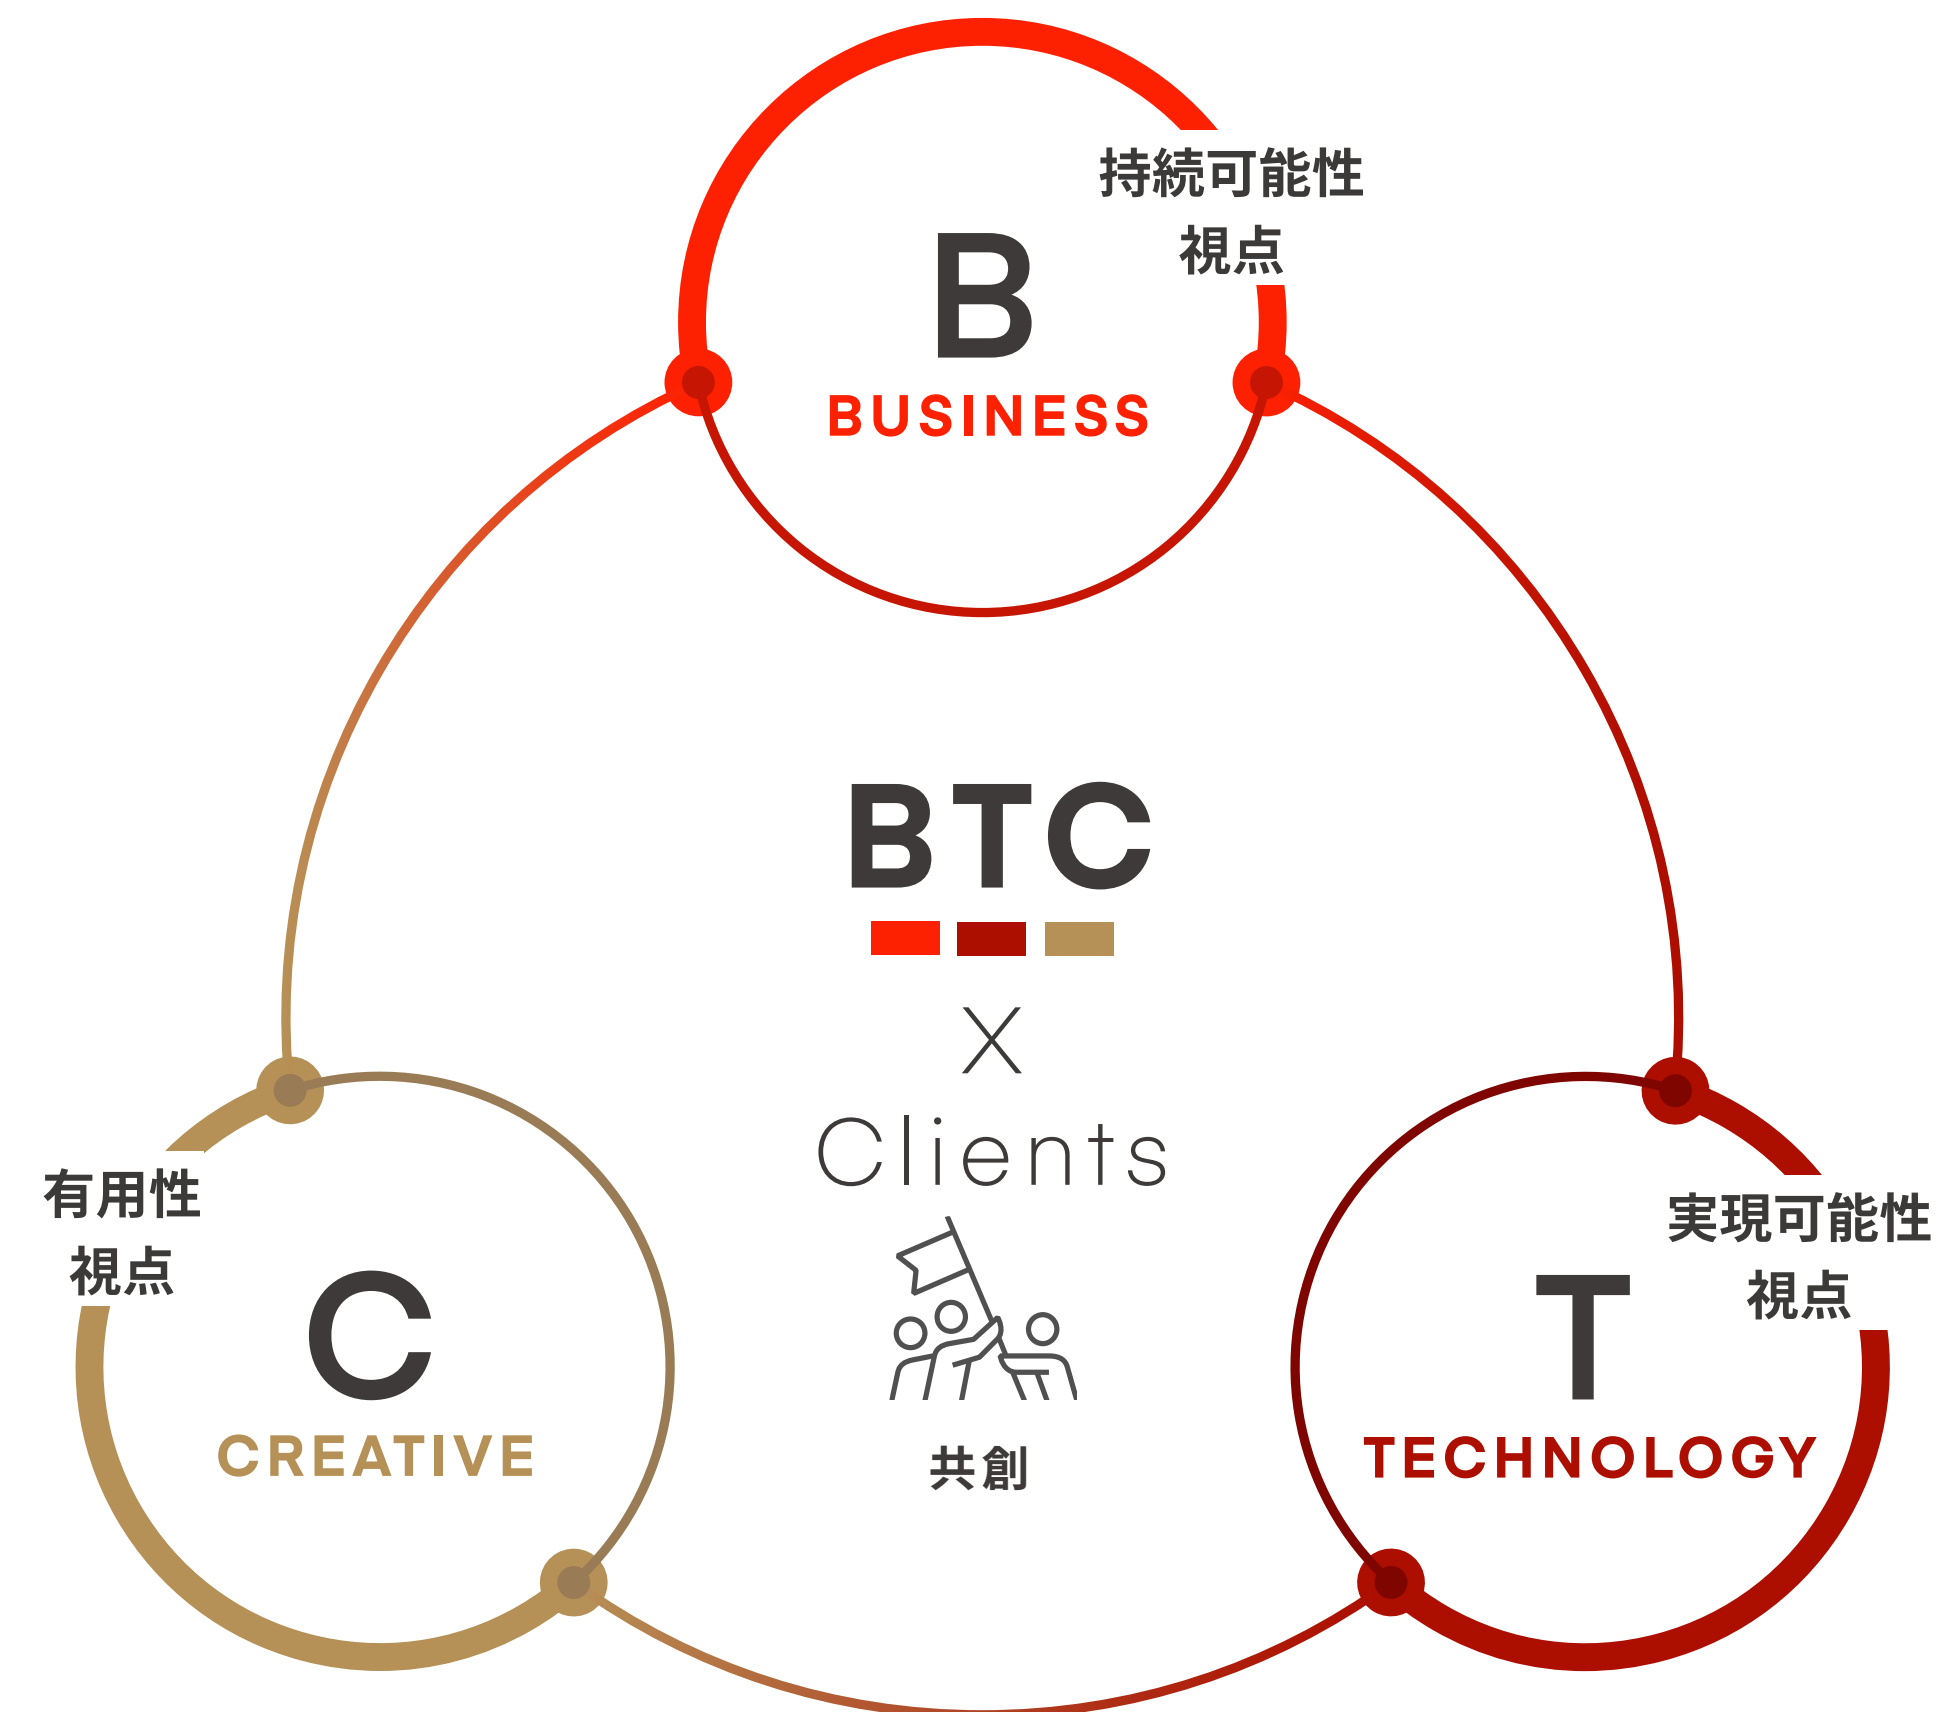 持続可能性
視点
B
BUSINESS
BTC
X
Clients
共創
有用性
視点
C
CREATIVE
実現可能性
視点
T
TECHNOLOGY